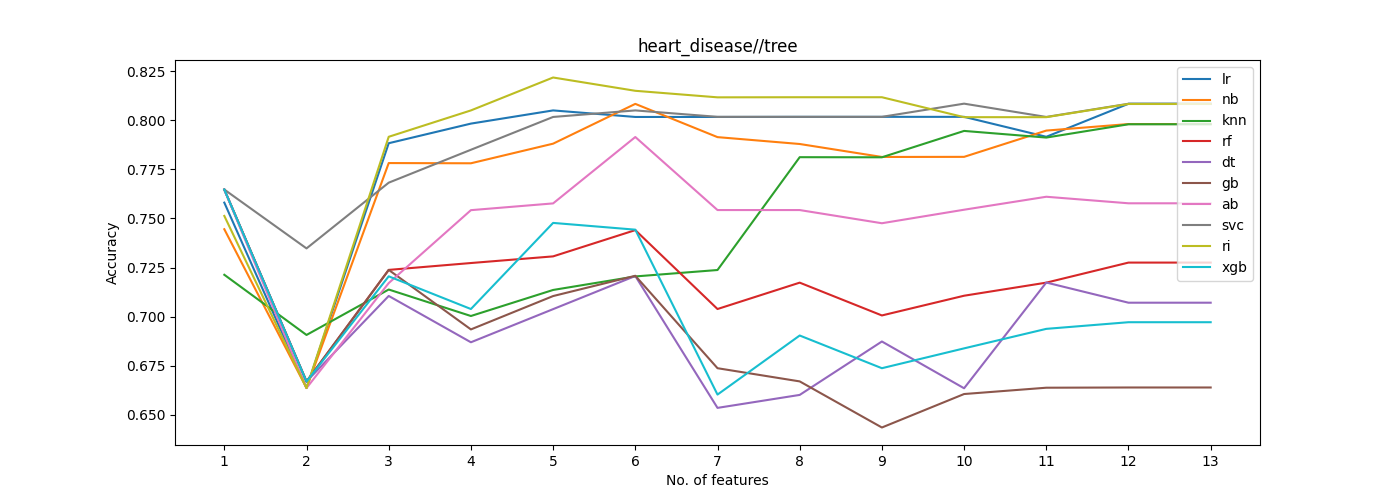 heart_disease//tree
Accuracy
0.825
0.800
0.775
0.750
0.725
0.700
0.675
0.650
1 2 3 4 5 6 7 8 9 10 11 12 13
No. of features
lr
nb
knn
rf
dt
gb
ab
svc
ri
xgb